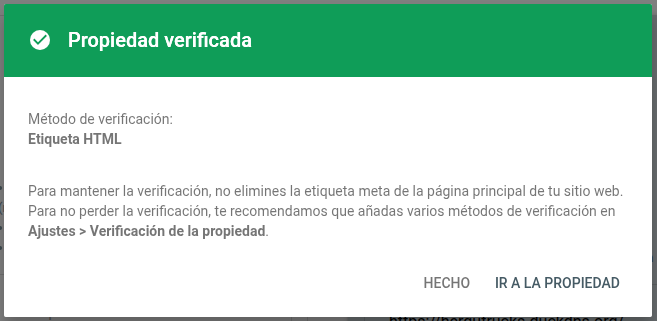 Propiedad verificada
Método de verificación:
Etiqueta HTML
Para mantener la verificación, no elimines la etiqueta meta de la página principal de tu sitio web.
Para no perder la verificación, te recomendamos que añadas varios métodos de verificación en
Ajustes > Verificación de la propiedad.
HECHO
IR A LA PROPIEDAD